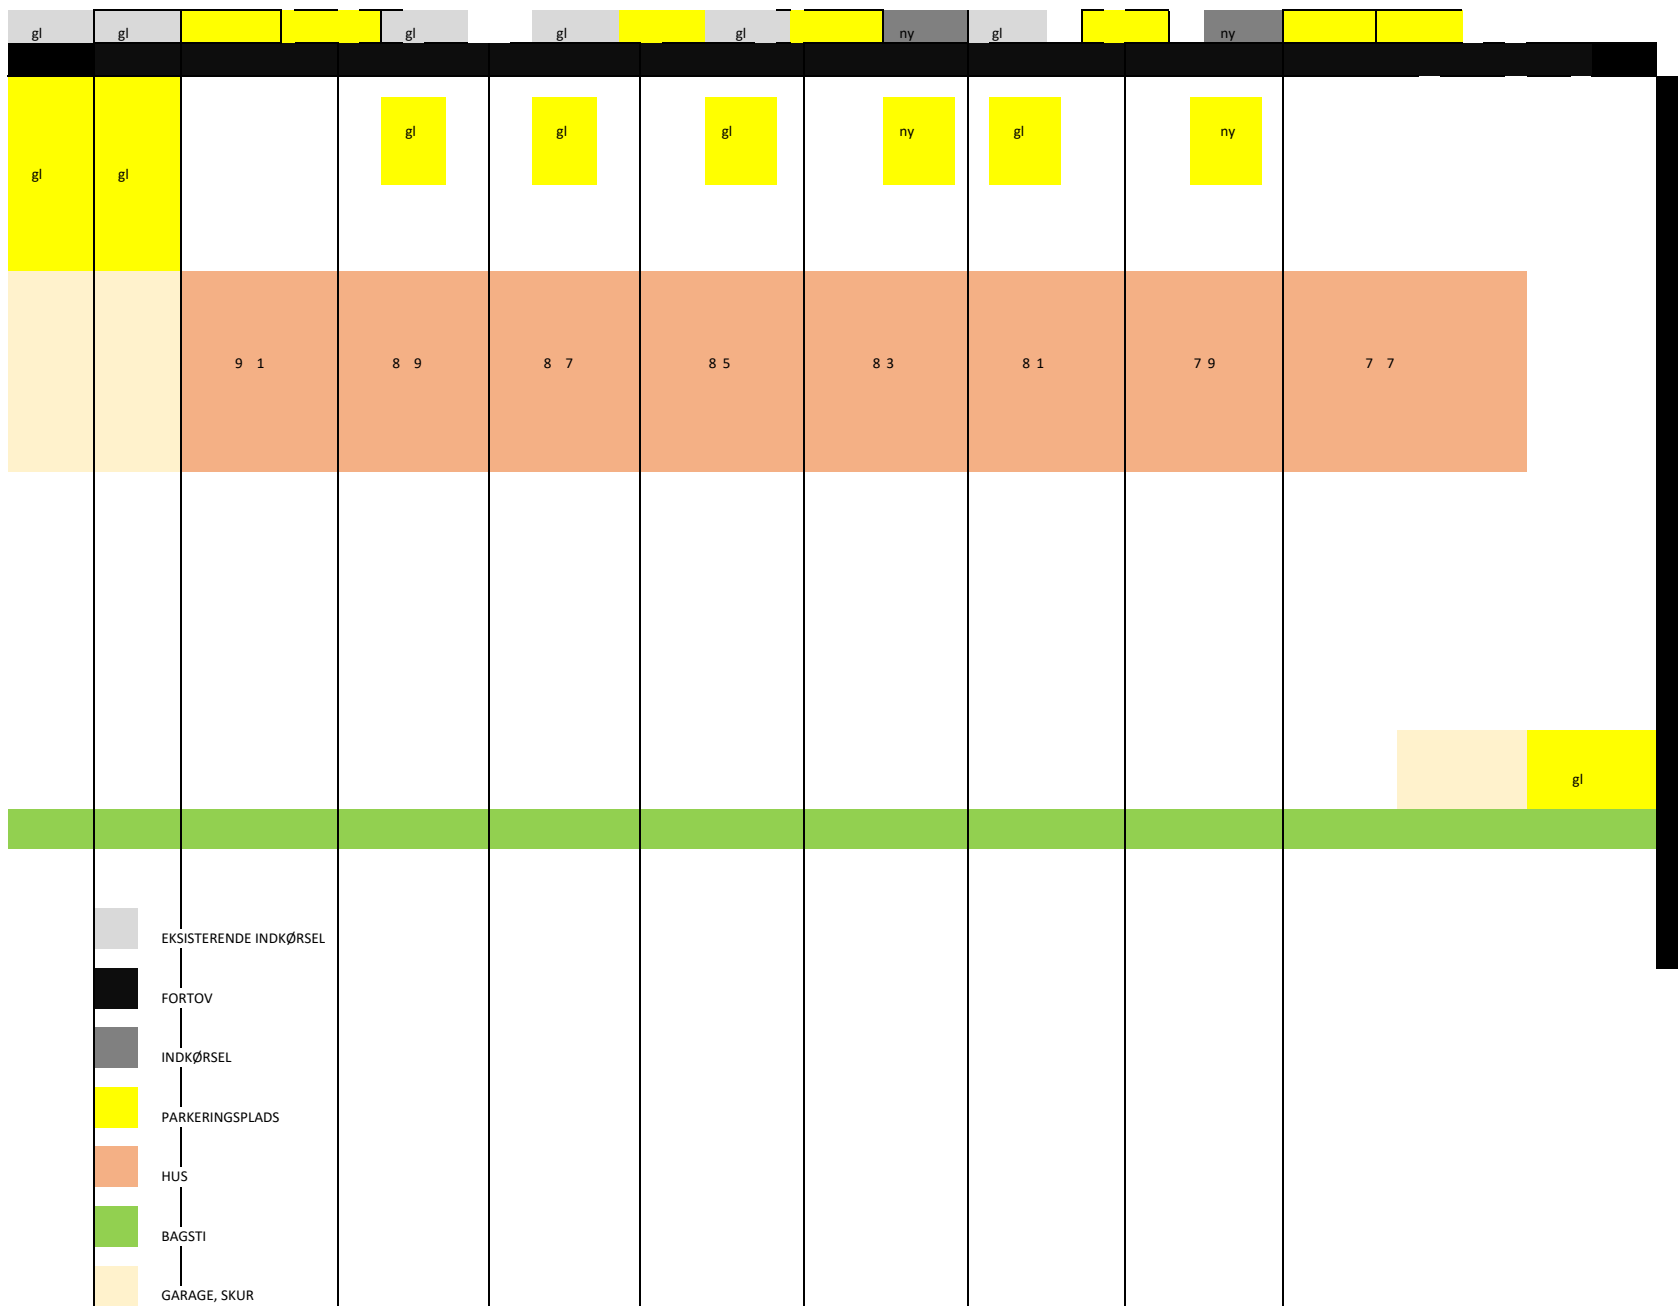 gl gl gl gl gl ny gl ny
gl gl gl ny gl ny
gl gl
9 1 8 9 8 7 8 5 8 3 8 1 7 9 7 7
gl
EKSISTERENDE INDKØRSEL
FORTOV
INDKØRSEL
PARKERINGSPLADS
HUS
BAGSTI
GARAGE, SKUR